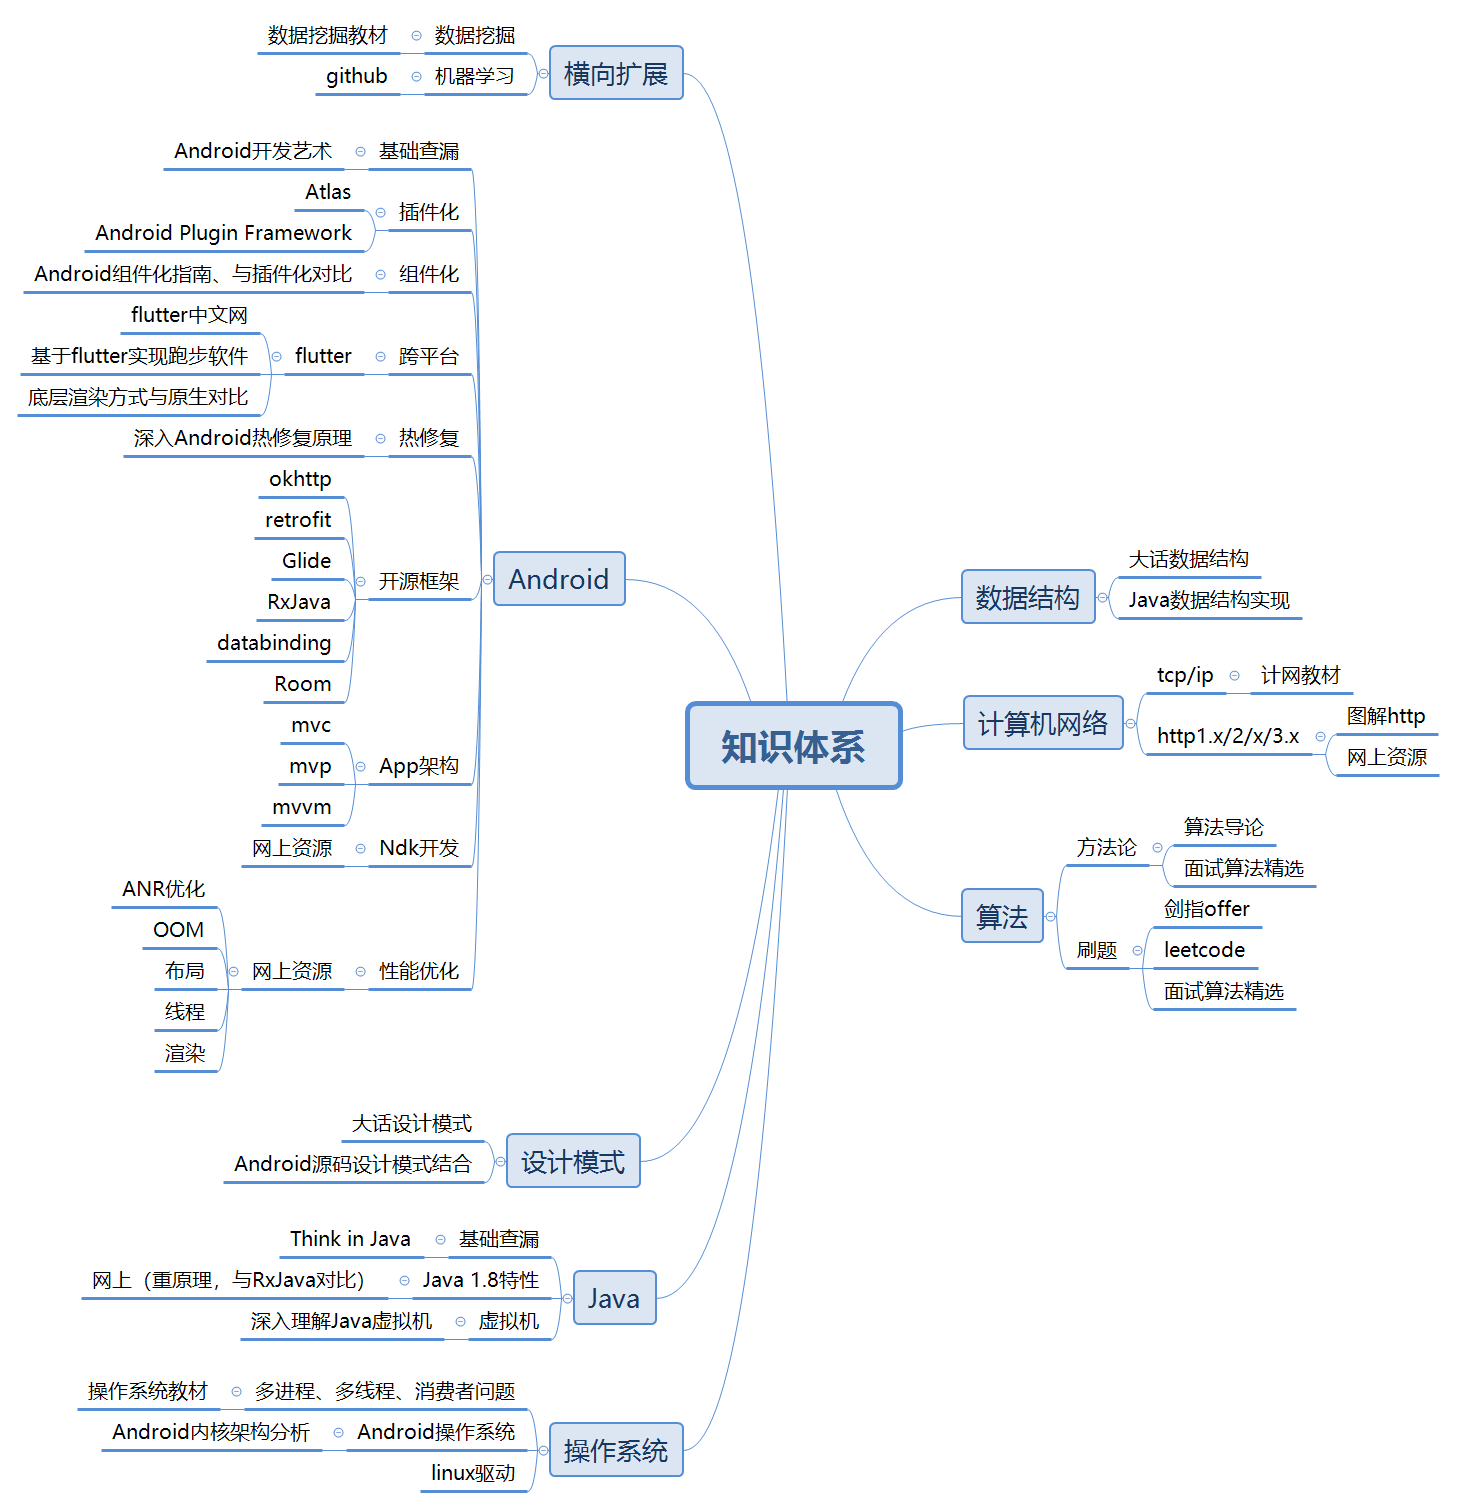 知识体系
数据结构
大话数据结构
Java数据结构实现
计算机网络
tcp/ip
计网教材
http1.x/2/x/3.x
图解http
网上资源
算法
方法论
算法导论
面试算法精选
刷题
剑指offer
leetcode
面试算法精选
横向扩展
数据挖掘
数据挖掘教材
机器学习
github
Android
基础查漏
Android开发艺术
插件化
Atlas
Android Plugin Framework
组件化
Android组件化指南、与插件化对比
跨平台
flutter
flutter中文网
基于flutter实现跑步软件
底层渲染方式与原生对比
热修复
深入Android热修复原理
开源框架
okhttp
retrofit
Glide
RxJava
databinding
Room
App架构
mvc
mvp
mvvm
Ndk开发
网上资源
性能优化
网上资源
ANR优化
OOM
布局
线程
渲染
设计模式
大话设计模式
Android源码设计模式结合
Java
基础查漏
Think in Java
Java 1.8特性
网上（重原理，与RxJava对比）
虚拟机
深入理解Java虚拟机
操作系统
多进程、多线程、消费者问题
操作系统教材
Android操作系统
Android内核架构分析
linux驱动